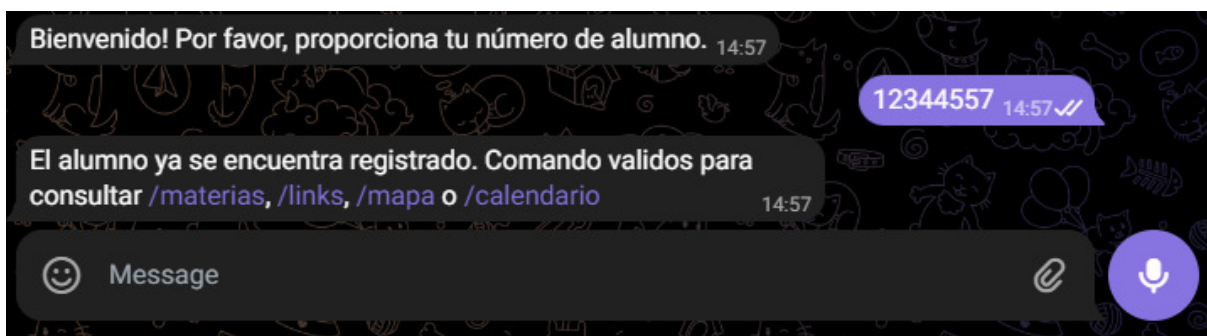 Bienvenido! Por favor, proporciona tu número de alumno. 14:57
12344557 14:57
El alumno ya se encuentra registrado. Comando validos para
consultar /materias, /links, /mapa o /calendario 14:57
Message